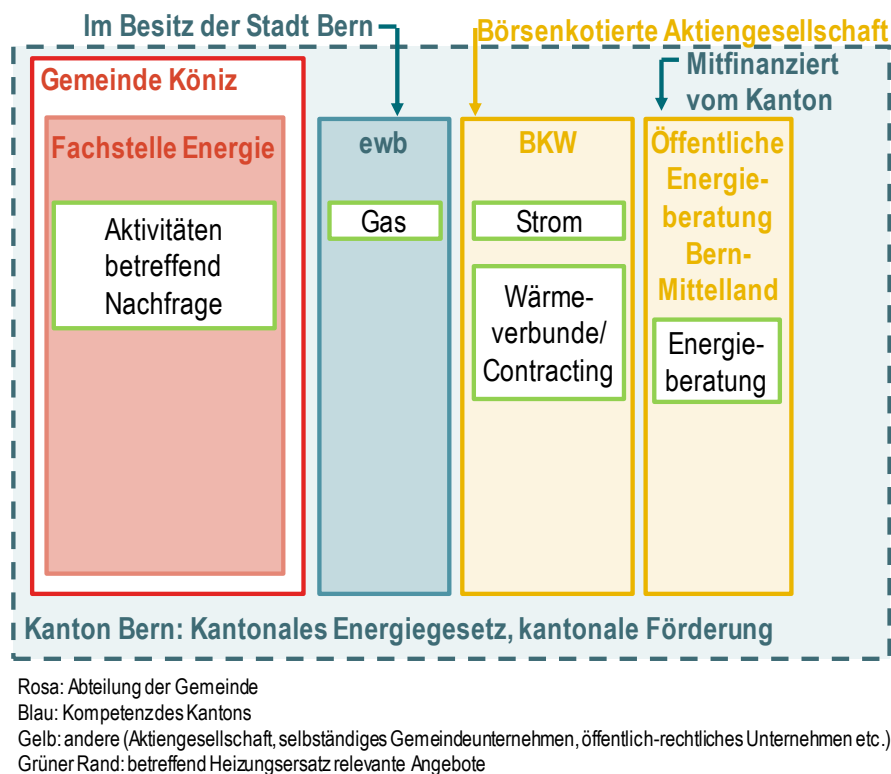 Im Besitz der Stadt Bern
Börsenkotierte Aktiengesellschaft
Mitfinanziert
vom Kanton
Gemeinde Köniz
Fachstelle Energie
Aktivitäten
betreffend
Nachfrage
ewb
Gas
BKW
Strom
Wärme-
verbunde/
Contracting
Öffentliche
Energie-
beratung
Bern-
Mittelland
Energie-
beratung
Kanton Bern: Kantonales Energiegesetz, kantonale Förderung
Rosa: Abteilung der Gemeinde
Blau: Kompetenz des Kantons
Gelb: andere (Aktiengesellschaft, selbständiges Gemeindeunternehmen, öffentlich-rechtliches Unternehmen etc.)
Grüner Rand: betreffend Heizungsersatz relevante Angebote